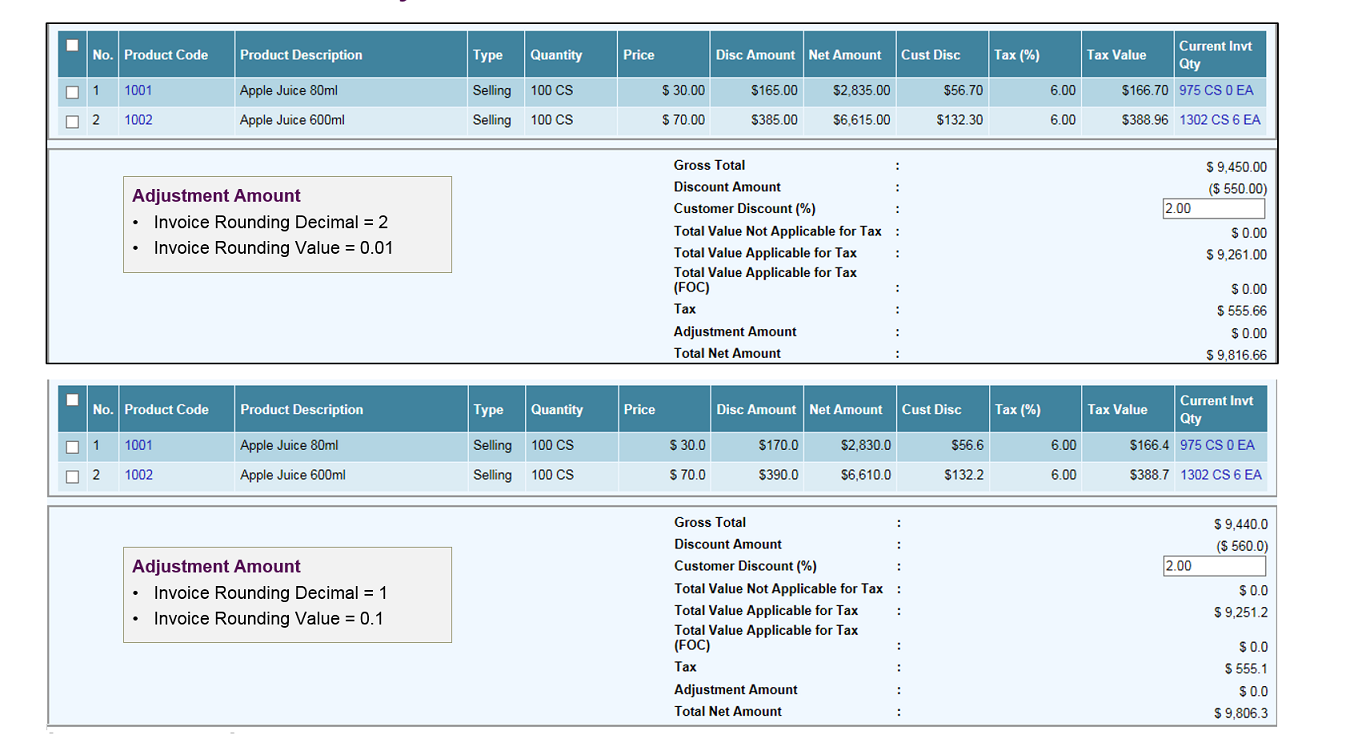 No. Product Code Product Description Type Quantity Price Disc Amount Net Amount Cust Disc Tax (%) Tax Value Current Invt Qty
1 1001 Apple Juice 80ml Selling 100 CS $ 30.00 $165.00 $2,835.00 $56.70 6.00 $166.70 975 CS 0 EA
2 1002 Apple Juice 600ml Selling 100 CS $ 70.00 $385.00 $6,615.00 $132.30 6.00 $388.96 1302 CS 6 EA
Adjustment Amount
• Invoice Rounding Decimal = 2
• Invoice Rounding Value = 0.01
Gross Total : $ 9,450.00
Discount Amount : ($ 550.00)
Customer Discount (%) : 2.00
Total Value Not Applicable for Tax : $ 0.00
Total Value Applicable for Tax : $ 9,261.00
Total Value Applicable for Tax
(FOC) : $ 0.00
Tax : $ 555.66
Adjustment Amount : $ 0.00
Total Net Amount : $ 9,816.66
No. Product Code Product Description Type Quantity Price Disc Amount Net Amount Cust Disc Tax (%) Tax Value Current Invt Qty
1 1001 Apple Juice 80ml Selling 100 CS $ 30.0 $170.0 $2,830.0 $56.6 6.00 $166.4 975 CS 0 EA
2 1002 Apple Juice 600ml Selling 100 CS $ 70.0 $390.0 $6,610.0 $132.2 6.00 $388.7 1302 CS 6 EA
Adjustment Amount
• Invoice Rounding Decimal = 1
• Invoice Rounding Value = 0.1
Gross Total : $ 9,440.0
Discount Amount : ($ 560.0)
Customer Discount (%) : 2.00
Total Value Not Applicable for Tax : $ 0.0
Total Value Applicable for Tax : $ 9,251.2
Total Value Applicable for Tax
(FOC) : $ 0.0
Tax : $ 555.1
Adjustment Amount : $ 0.0
Total Net Amount : $ 9,806.3